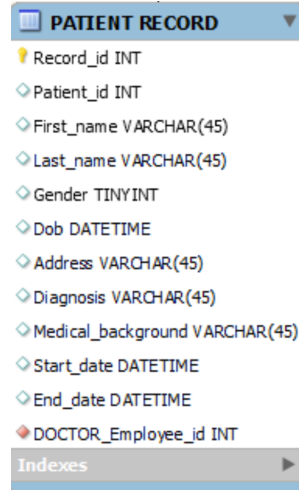 PATIENT RECORD
Record_id INT
Patient_id INT
First_name VARCHAR(45)
Last_name VARCHAR(45)
Gender TINYINT
Dob DATETIME
Address VARCHAR(45)
Diagnosis VARCHAR(45)
Medical_background VARCHAR(45)
Start_date DATETIME
End_date DATETIME
DOCTOR_Employee_id INT
Indexes